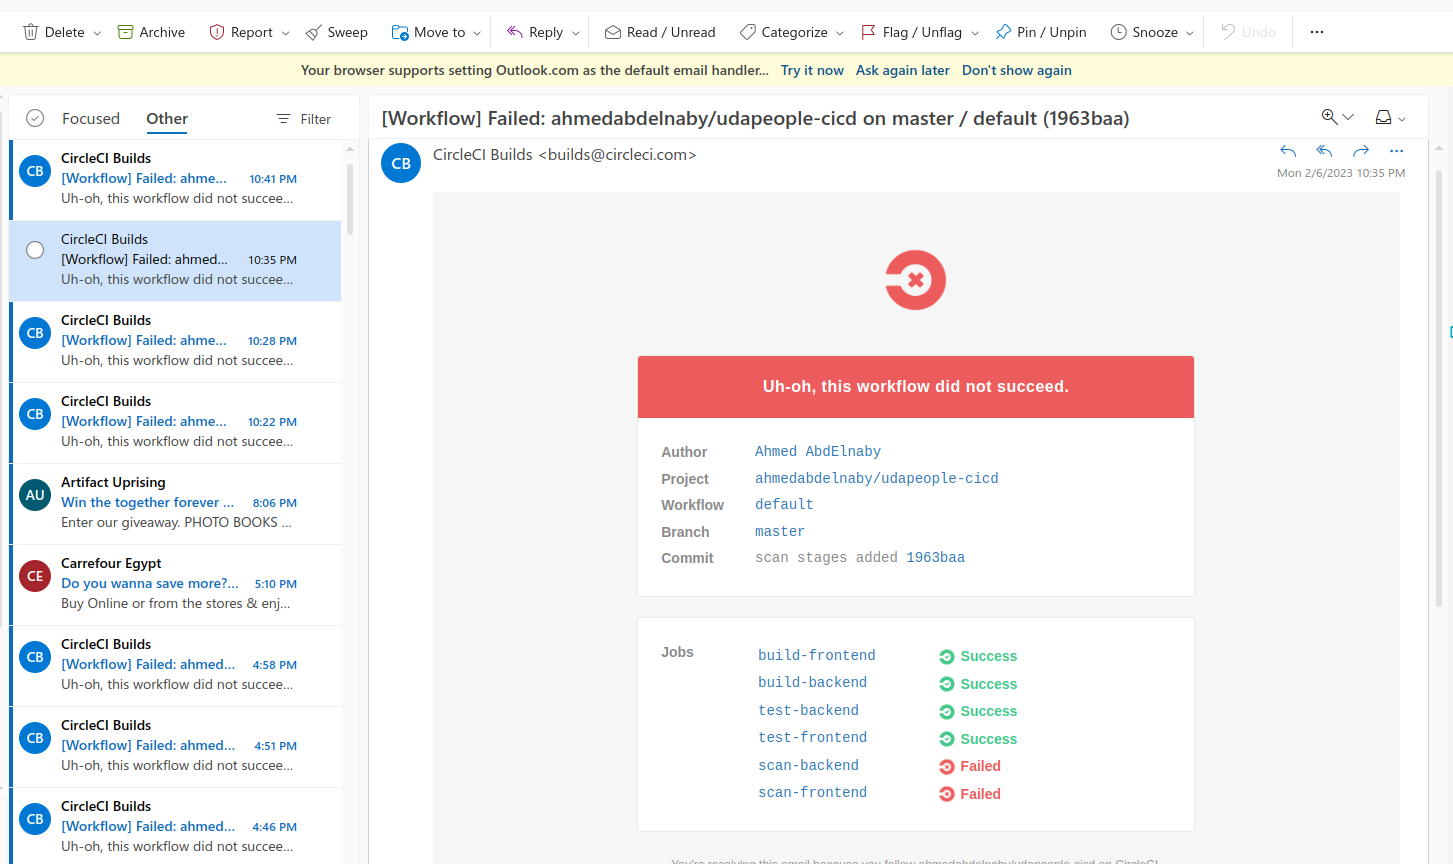 Delete Archive Report Sweep Move to Reply Read / Unread Categorize Flag / Unflag Pin / Unpin Snooze Undo ...
Your browser supports setting Outlook.com as the default email handler... Try it now Ask again later Don't show again
Focused Other Filter
CircleCI Builds
[Workflow] Failed: ahme... 10:41 PM
Uh-oh, this workflow did not succee...
CircleCI Builds
[Workflow] Failed: ahmed... 10:35 PM
Uh-oh, this workflow did not succee...
CB
CircleCI Builds
[Workflow] Failed: ahme... 10:28 PM
Uh-oh, this workflow did not succee...
CB
CircleCI Builds
[Workflow] Failed: ahme... 10:22 PM
Uh-oh, this workflow did not succee...
CB
Artifact Uprising
Win the together forever ... 8:06 PM
Enter our giveaway. PHOTO BOOKS ...
AU
Carrefour Egypt
Do you wanna save more?... 5:10 PM
Buy Online or from the stores & enj...
CE
CircleCI Builds
[Workflow] Failed: ahmed... 4:58 PM
Uh-oh, this workflow did not succee...
CB
CircleCI Builds
[Workflow] Failed: ahmed... 4:51 PM
Uh-oh, this workflow did not succee...
CB
CircleCI Builds
[Workflow] Failed: ahmed... 4:46 PM
Uh-oh, this workflow did not succee...
CB
[Workflow] Failed: ahmedabdelnaby/udapeople-cicd on master / default (1963baa)
CB
CircleCI Builds <builds@circleci.com>
Mon 2/6/2023 10:35 PM
Uh-oh, this workflow did not succeed.
Author Ahmed AbdElnaby
Project ahmedabdelnaby/udapeople-cicd
Workflow default
Branch master
Commit scan stages added 1963baa
Jobs build-frontend Success
build-backend Success
test-backend Success
test-frontend Success
scan-backend Failed
scan-frontend Failed
You're receiving this email because you follow ahmedabdelnaby/udapeople-cicd on CircleCI